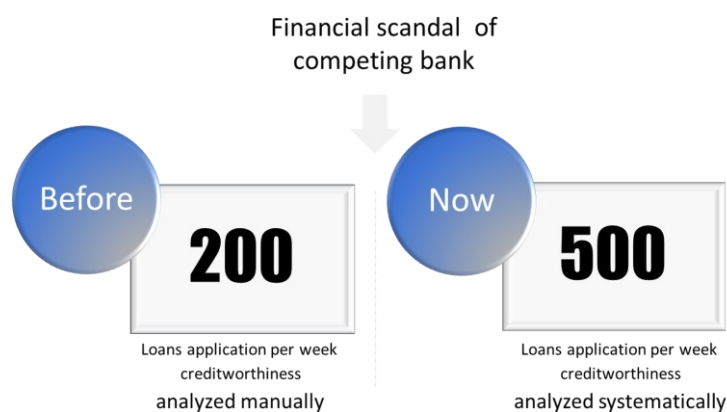 Financial scandal of
competing bank
Before
200
Loans application per week
creditworthiness
analyzed manually
Now
500
Loans application per week
creditworthiness
analyzed systematically